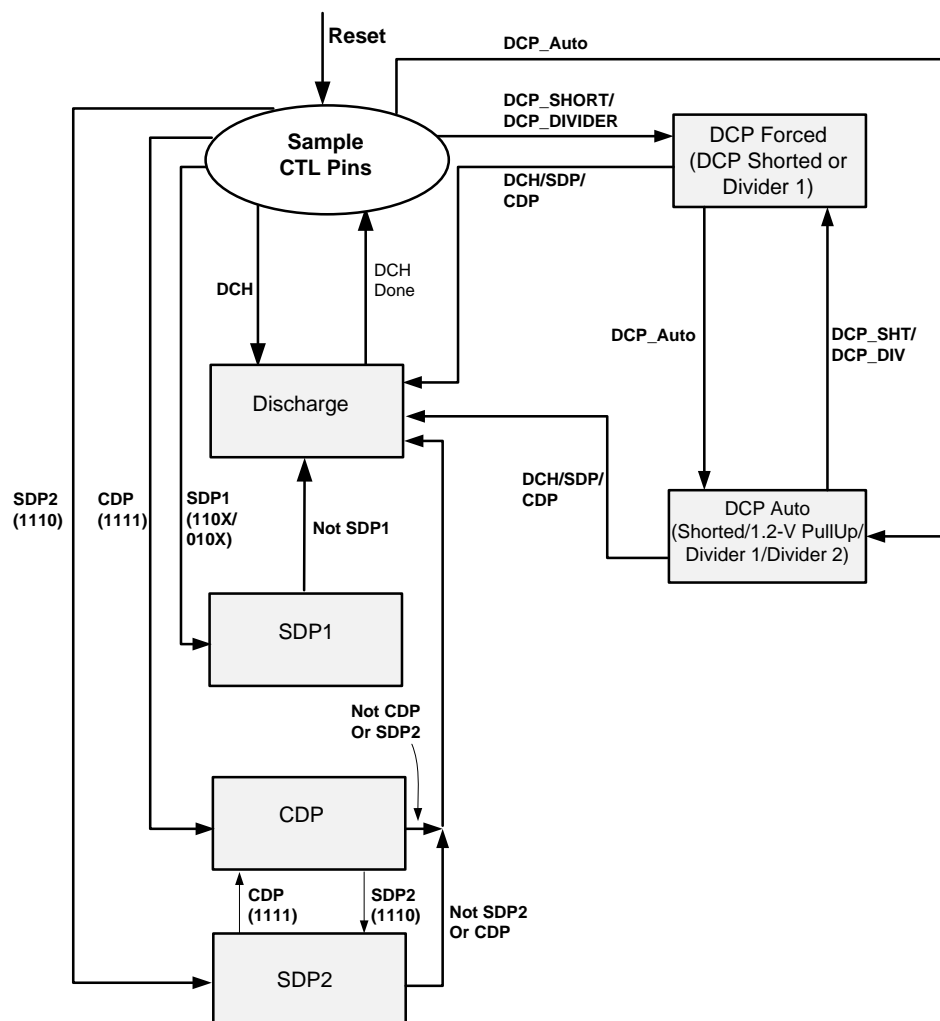 Reset
DCP_Auto
Sample
CTL Pins
DCP_SHORT/
DCP_DIVIDER
DCP Forced
(DCP Shorted or
Divider 1)
DCH/SDP/
CDP
DCH
DCH
Done
DCP_Auto
DCP_SHT/
DCP_DIV
Discharge
SDP2
(1110)
CDP
(1111)
SDP1
(110X/
010X)
Not SDP1
DCH/SDP/
CDP
DCP Auto
(Shorted/1.2-V PullUp/
Divider 1/Divider 2)
SDP1
Not CDP
Or SDP2
CDP
CDP
(1111)
SDP2
(1110)
Not SDP2
Or CDP
SDP2